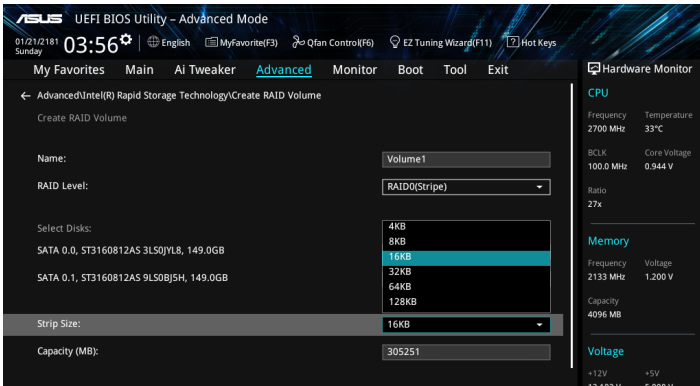 ASUS UEFI BIOS Utility – Advanced Mode
01/21/2181 Sunday 03:56 English MyFavorite(F3) Qfan Control(F6) EZ Tuning Wizard(F11) ? Hot Keys
My Favorites Main Ai Tweaker Advanced Monitor Boot Tool Exit
Hardware Monitor
← Advanced\Intel(R) Rapid Storage Technology\Create RAID Volume
Create RAID Volume
Name: Volume1
RAID Level: RAID0(Stripe)
Select Disks:
SATA 0.0, ST3160812AS 3LS0JYL8, 149.0GB
SATA 0.1, ST3160812AS 9LS0BJ5H, 149.0GB
4KB
8KB
16KB
32KB
64KB
128KB
Strip Size: 16KB
Capacity (MB): 305251
CPU
Frequency Temperature
2700 MHz 33°C
BCLK Core Voltage
100.0 MHz 0.944 V
Ratio
27x
Memory
Frequency Voltage
2133 MHz 1.200 V
Capacity
4096 MB
Voltage
+12V +5V